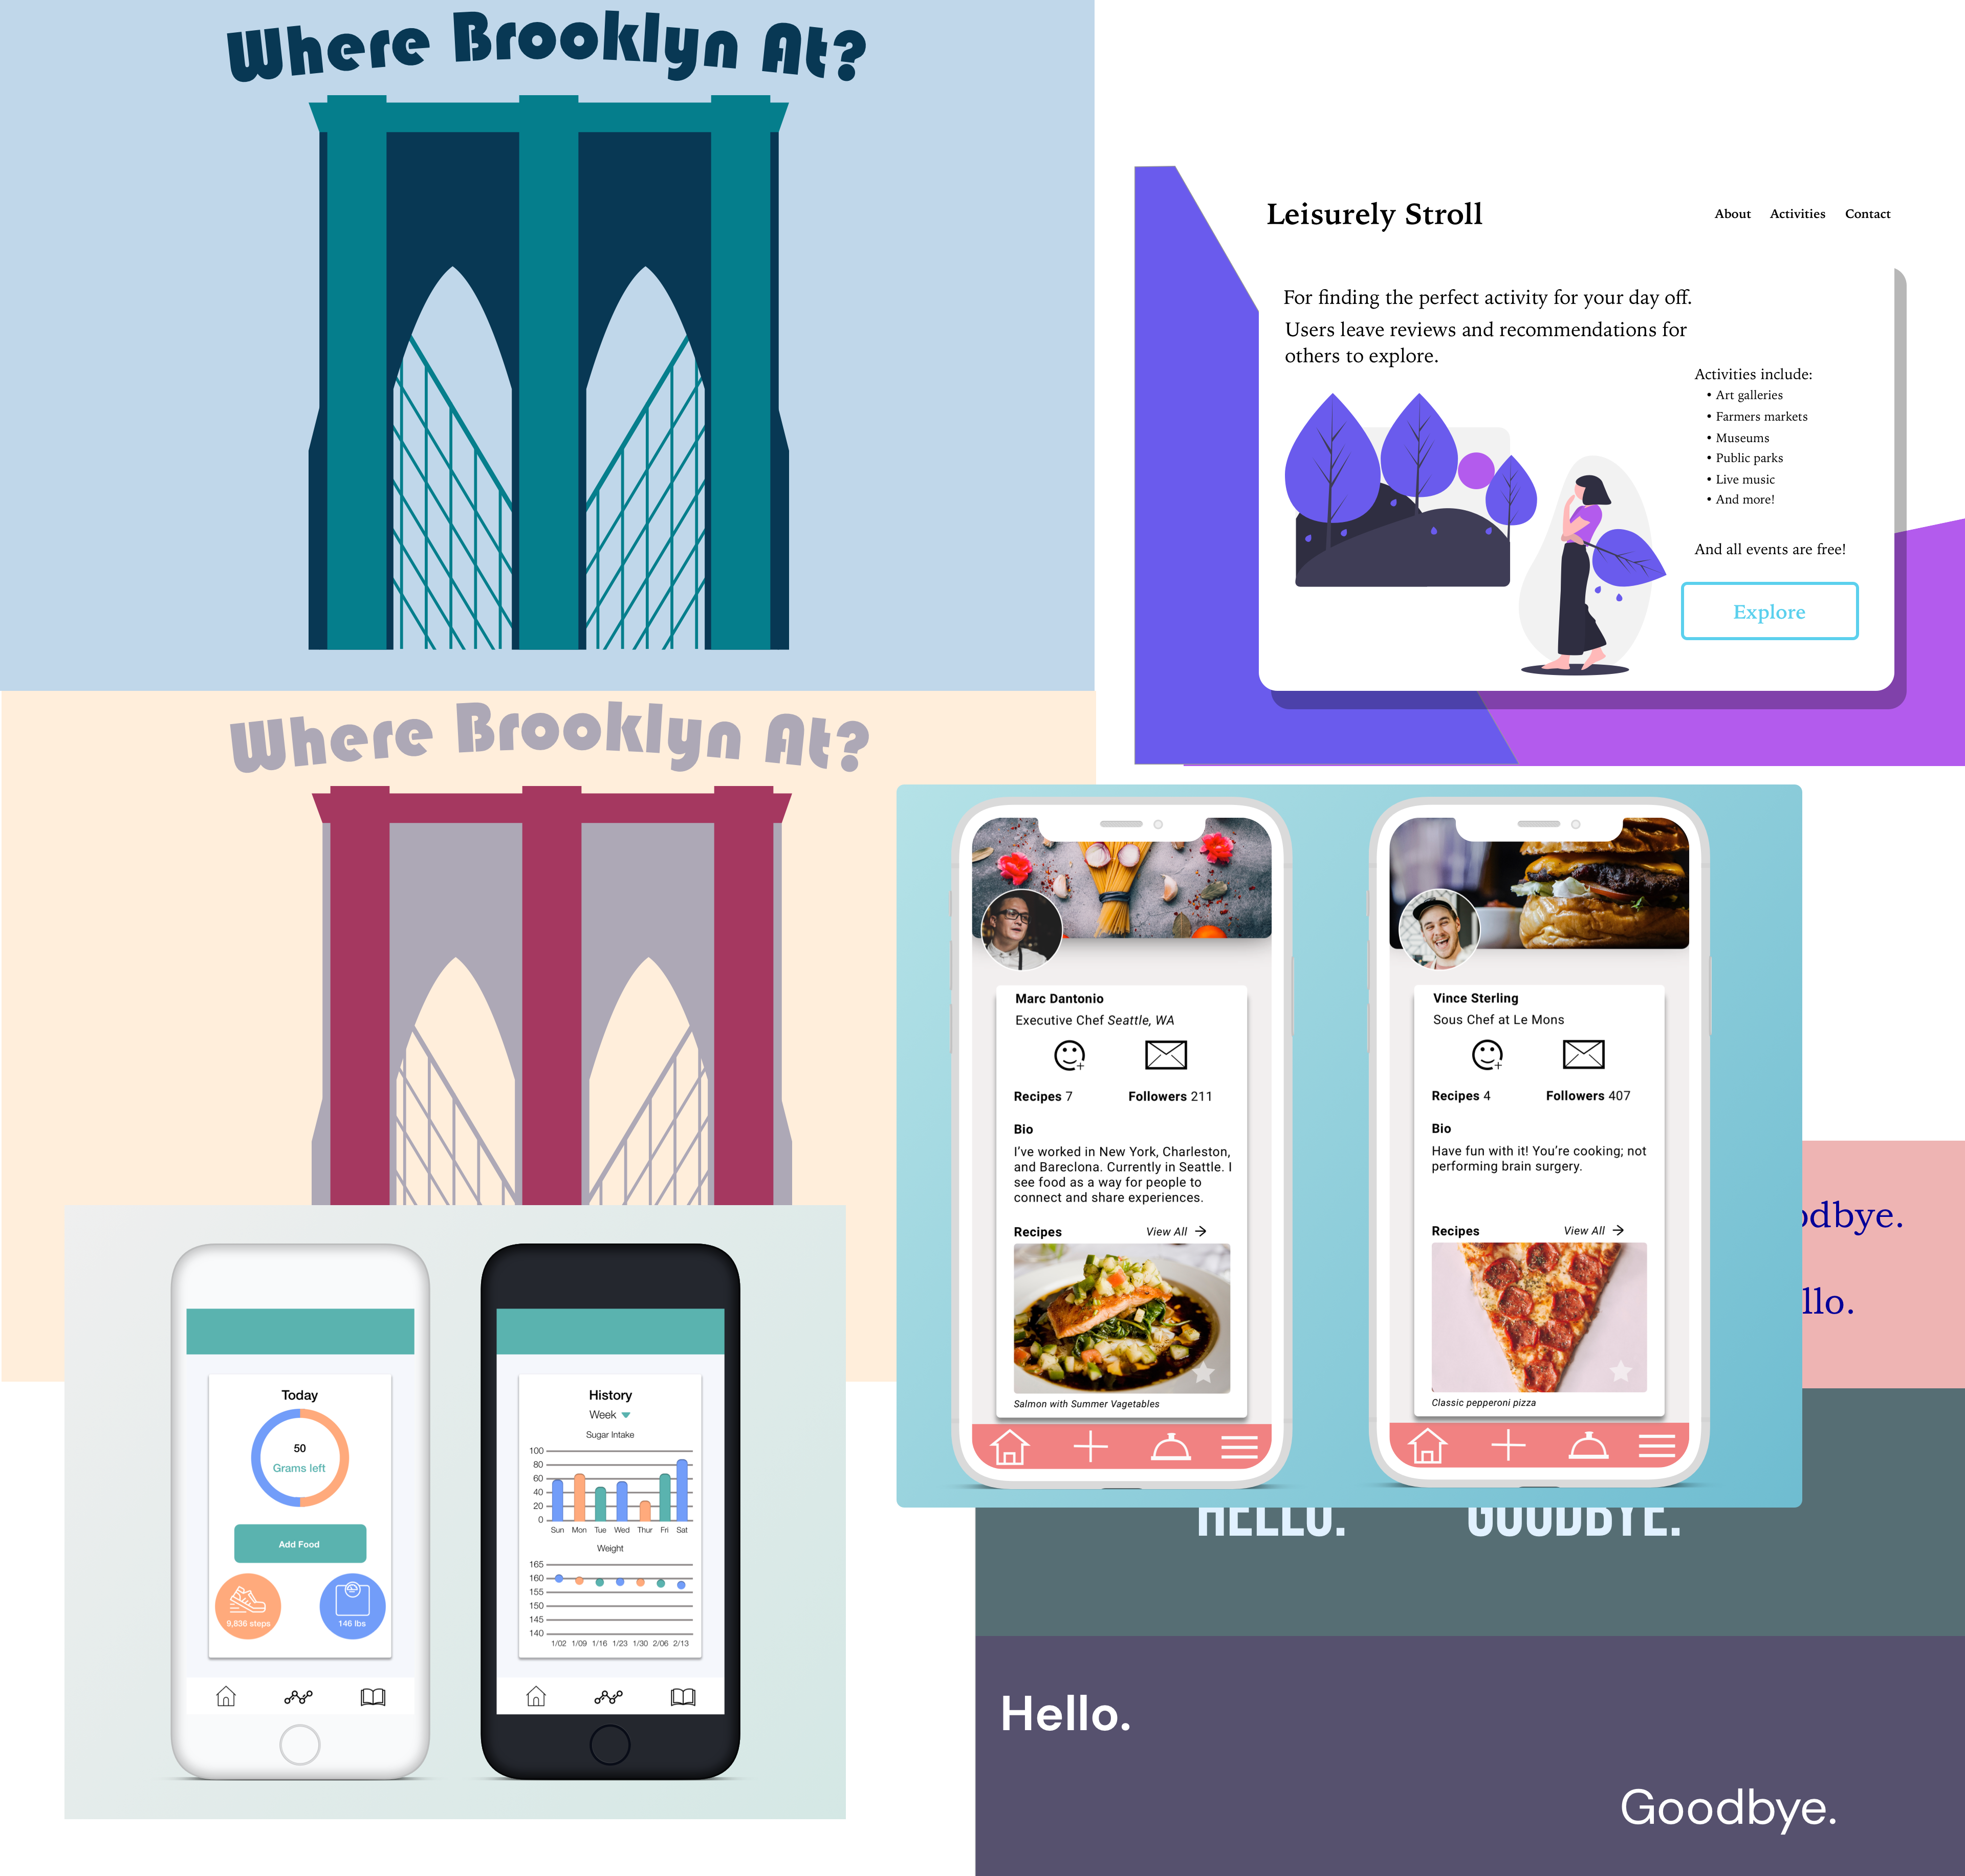 Where Brooklyn At?
Leisurely Stroll
About Activities Contact
For finding the perfect activity for your day off.
Users leave reviews and recommendations for
others to explore.
Activities include:
• Art galleries
• Farmers markets
• Museums
• Public parks
• Live music
• And more!
And all events are free!
Explore
Where Brooklyn At?
Marc Dantonio
Executive Chef Seattle, WA
Recipes 7 Followers 211
Bio
I've worked in New York, Charleston,
and Bareclona. Currently in Seattle. I
see food as a way for people to
connect and share experiences.
Recipes View All
Salmon with Summer Vagetables
Vince Sterling
Sous Chef at Le Mons
Recipes 4 Followers 407
Bio
Have fun with it! You're cooking; not
performing brain surgery.
Recipes View All
Classic pepperoni pizza
odbye.
llo.
Today
50
Grams left
Add Food
9,836 steps
146 lbs
History
Week
Sugar Intake
100
80
60
40
20
0
Sun Mon Tue Wed Thur Fri Sat
Weight
165
160
155
150
145
140
1/02 1/09 1/16 1/23 1/30 2/06 2/13
HELLO. GOODBYE.
Hello.
Goodbye.